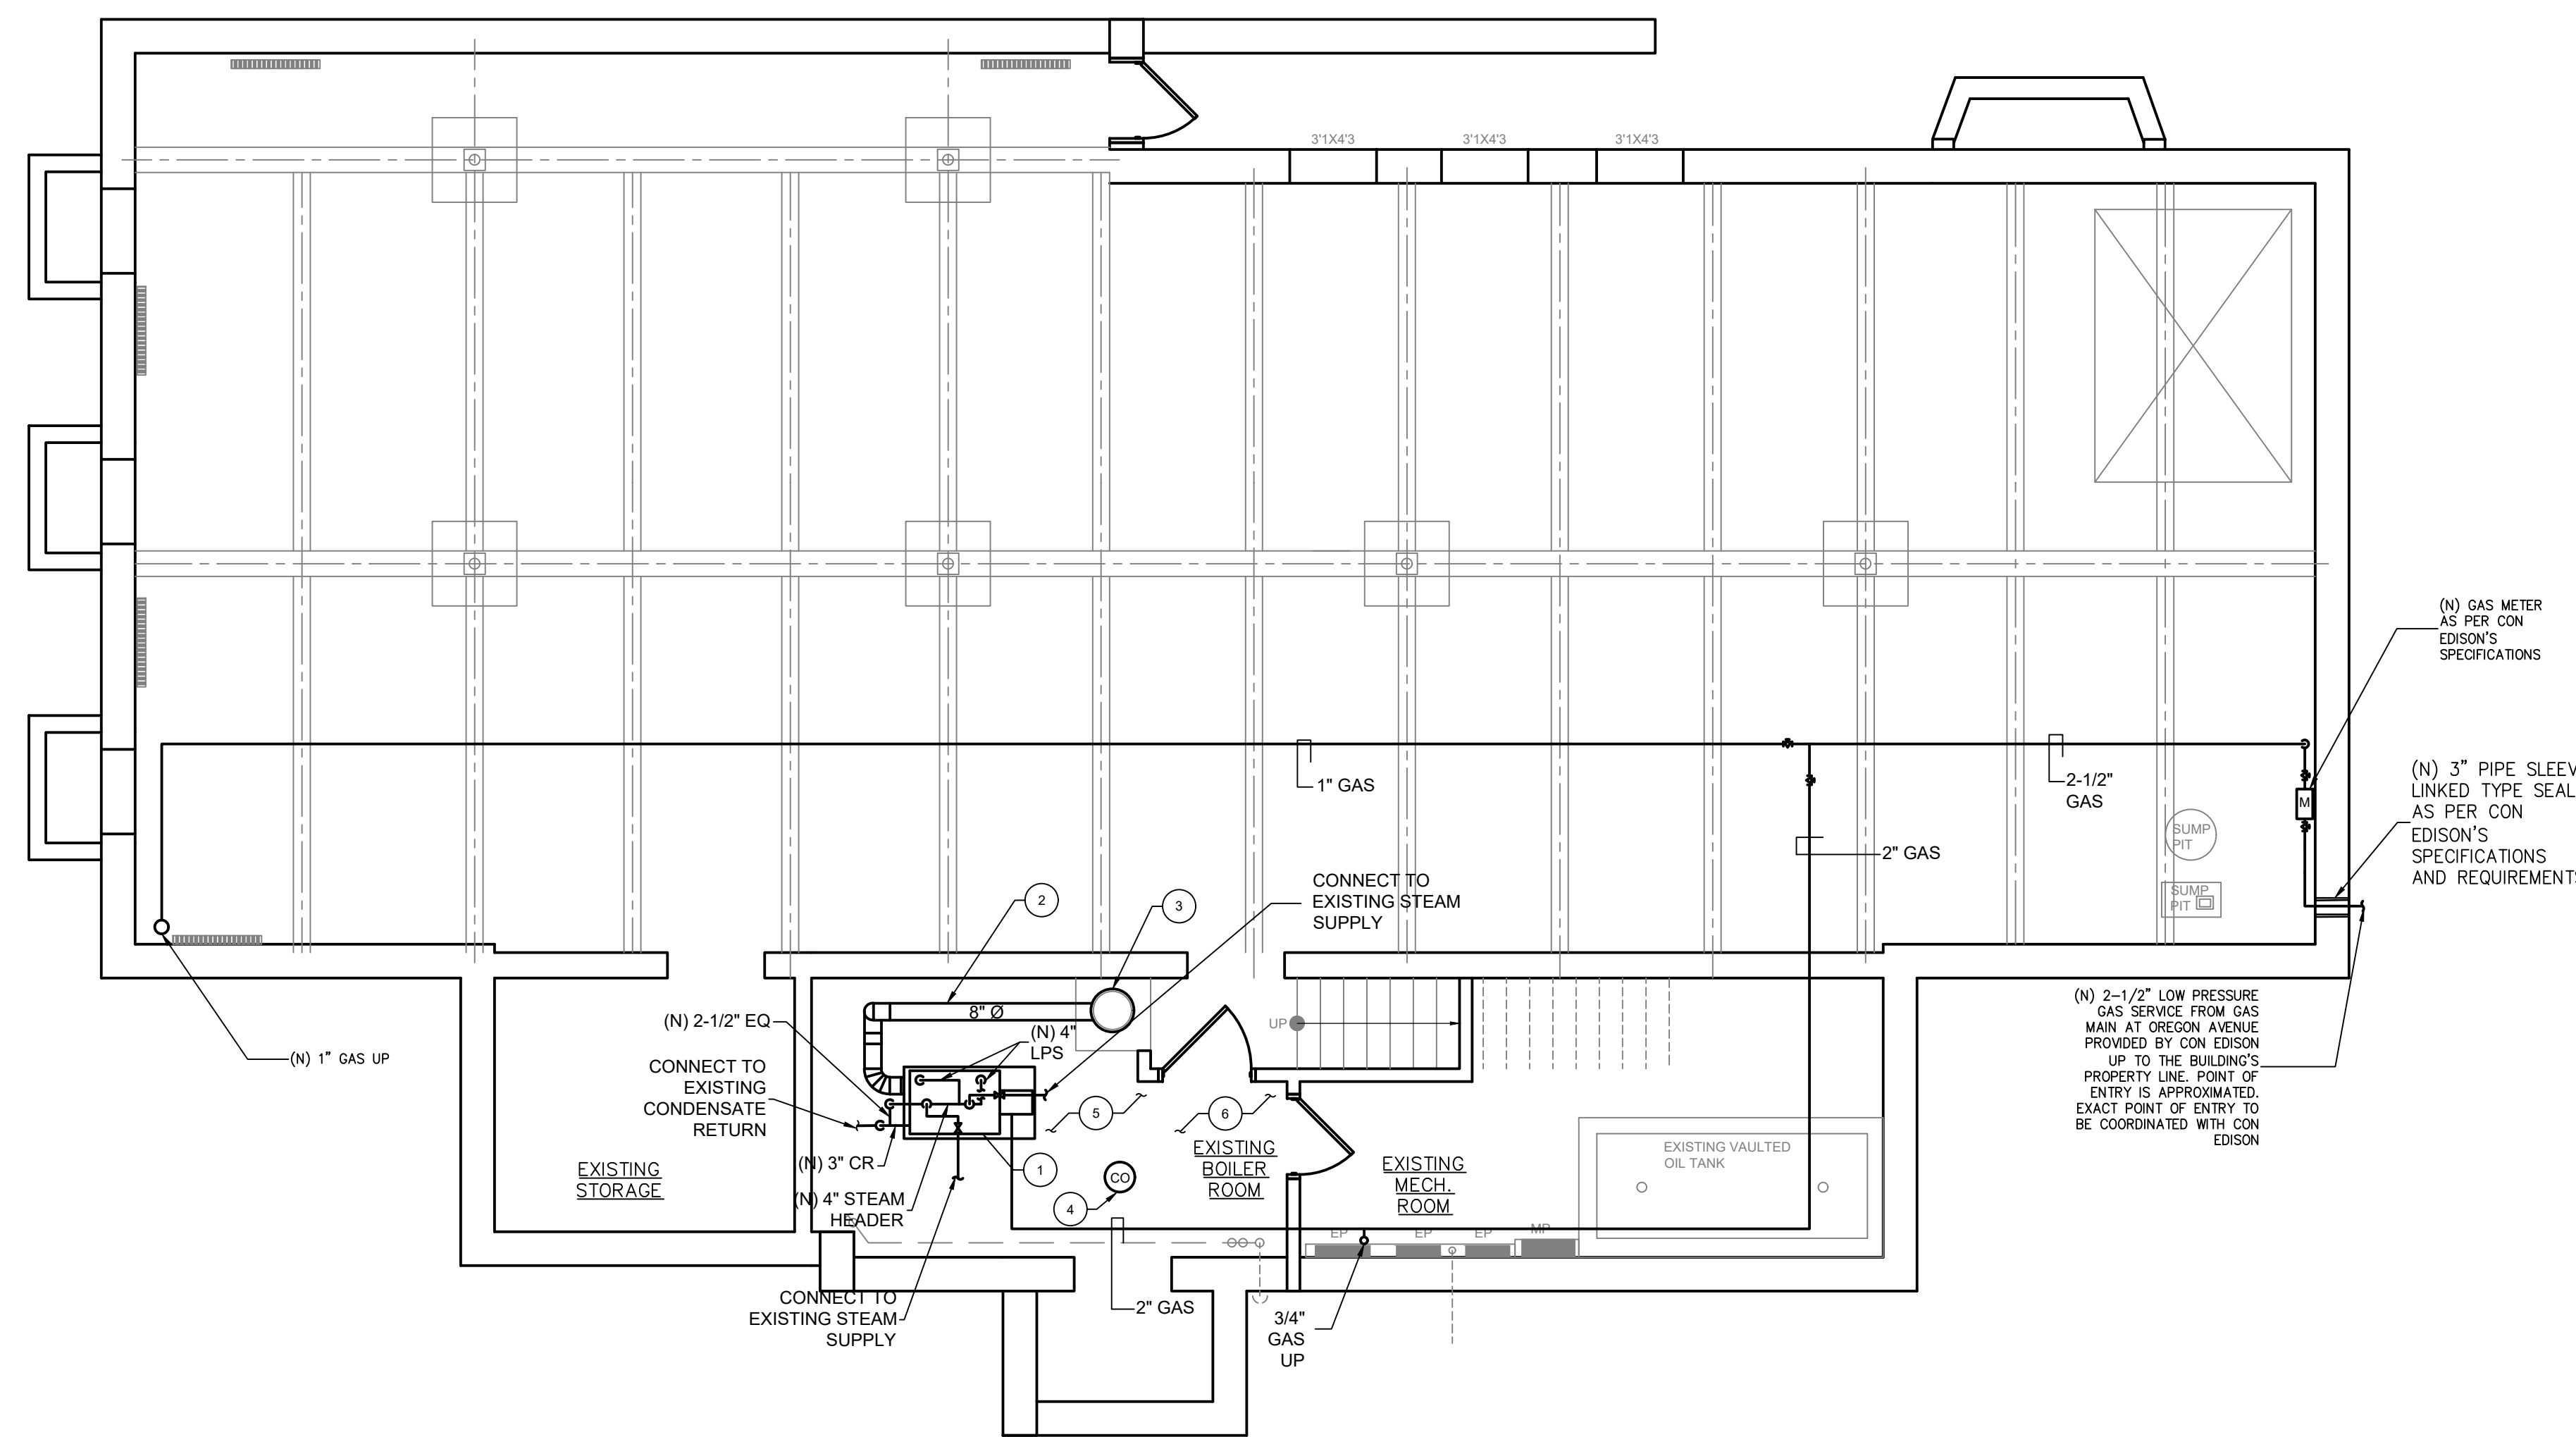 3'1X4'3
3'1X4'3
3'1X4'3
(N) GAS METER
AS PER CON
EDISON'S
SPECIFICATIONS
1" GAS
2-1/2"
GAS
M
(N) 3" PIPE
LINKED TYPE SEAL
AS PER CON
EDISON'S
SPECIFICATIONS
AND
SUMP
PIT
2" GAS
SUMP
PIT
CONNECT TO
EXISTING STEAM
SUPPLY
2
3
(N) 2-1/2" LOW PRESSURE
GAS SERVICE FROM GAS
MAIN AT OREGON AVENUE
PROVIDED BY CON EDISON
UP TO THE BUILDING'S
PROPERTY LINE. POINT OF
ENTRY IS APPROXIMATED.
EXACT POINT OF ENTRY TO
BE COORDINATED WITH CON
EDISON
8" Ø
(N) 2-1/2" EQ
(N) 4"
LPS
UP
(N) 1" GAS UP
CONNECT TO
EXISTING
CONDENSATE
RETURN
5
6
EXISTING
BOILER
ROOM
EXISTING
MECH.
ROOM
EXISTING VAULTED
OIL TANK
EXISTING
STORAGE
(N) 3" CR
1
CO
4
(N) 4" STEAM
HEADER
EP
EP
EP
MP
CONNECT TO
EXISTING STEAM
SUPPLY
2" GAS
3/4"
GAS
UP